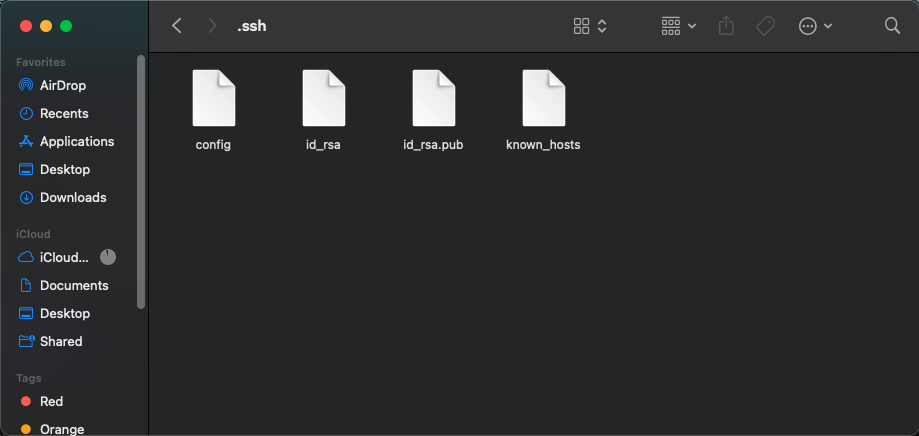 .ssh
Favorites
AirDrop
Recents
Applications
Desktop
Downloads
iCloud
iCloud...
Documents
Desktop
Shared
Tags
Red
Orange
config
id_rsa
id_rsa.pub
known_hosts